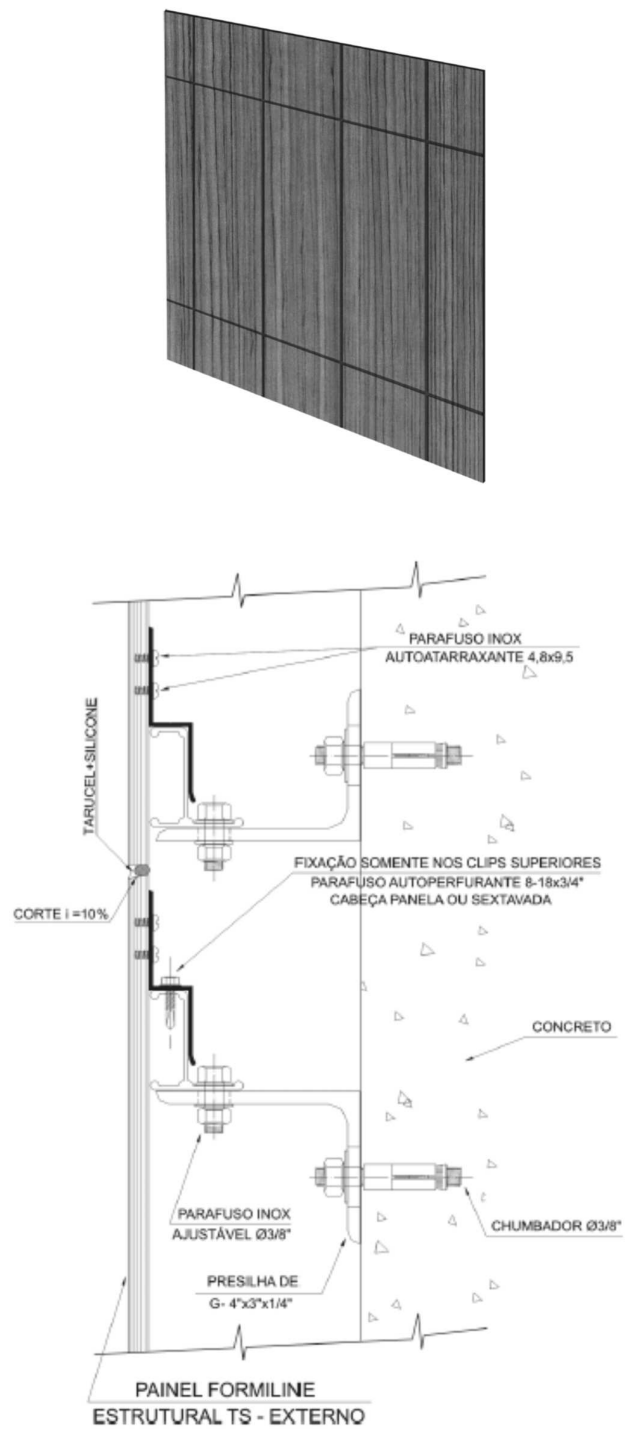 PARAFUSO INOX
AUTOATARRAXANTE 4,8x9,5
TARUCEL+SILICONE
FIXAÇÃO SOMENTE NOS CLIPS SUPERIORES
PARAFUSO AUTOPERFURANTE 8-18x3/4"
CABEÇA PANELA OU SEXTAVADA
CORTE i =10%
CONCRETO
PARAFUSO INOX
AJUSTÁVEL Ø3/8"
CHUMBADOR Ø3/8"
PRESILHA DE
G- 4"x3"x1/4"
PAINEL FORMILINE
ESTRUTURAL TS - EXTERNO